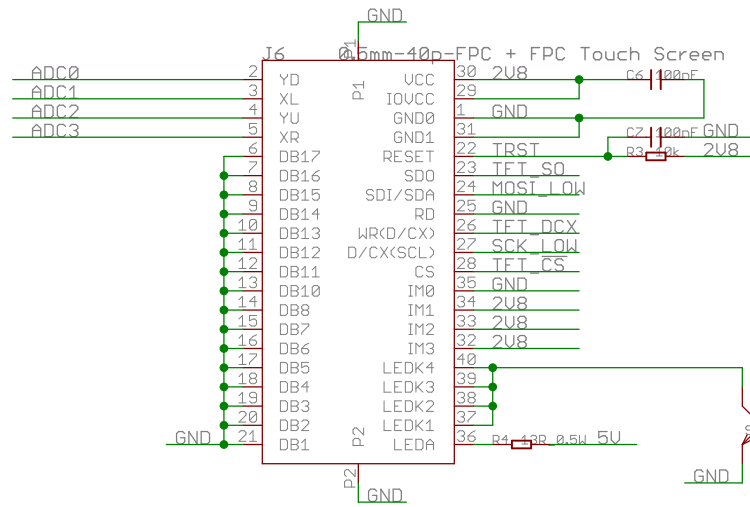 GND
J6 0.5mm-40p-FPC + FPC Touch Screen
P1
ADC0 2 YD VCC 30 2V8 C6 100nF
ADC1 3 XL P1 IOVCC 29
ADC2 4 YU GND0 1 GND
ADC3 5 XR GND1 31 C7 100nF GND
6 DB17 RESET 22 TRST R3 10k 2V8
7 DB16 SDO 23 TFT_SO
8 DB15 SDI/SDA 24 MOSI_LOW
9 DB14 RD 25 GND
10 DB13 WR(D/CX) 26 TFT_DCX
11 DB12 D/CX(SCL) 27 SCK_LOW
12 DB11 CS 28 TFT_CS
13 DB10 IM0 35 GND
14 DB8 IM1 34 2V8
15 DB7 IM2 33 2V8
16 DB6 IM3 32 2V8
17 DB5 LEDK4 40
18 DB4 LEDK3 39
19 DB3 LEDK2 38
20 DB2 LEDK1 37
GND 21 DB1 P2 LEDA 36 R4 13R_0.5W 5V
P2 GND
GND